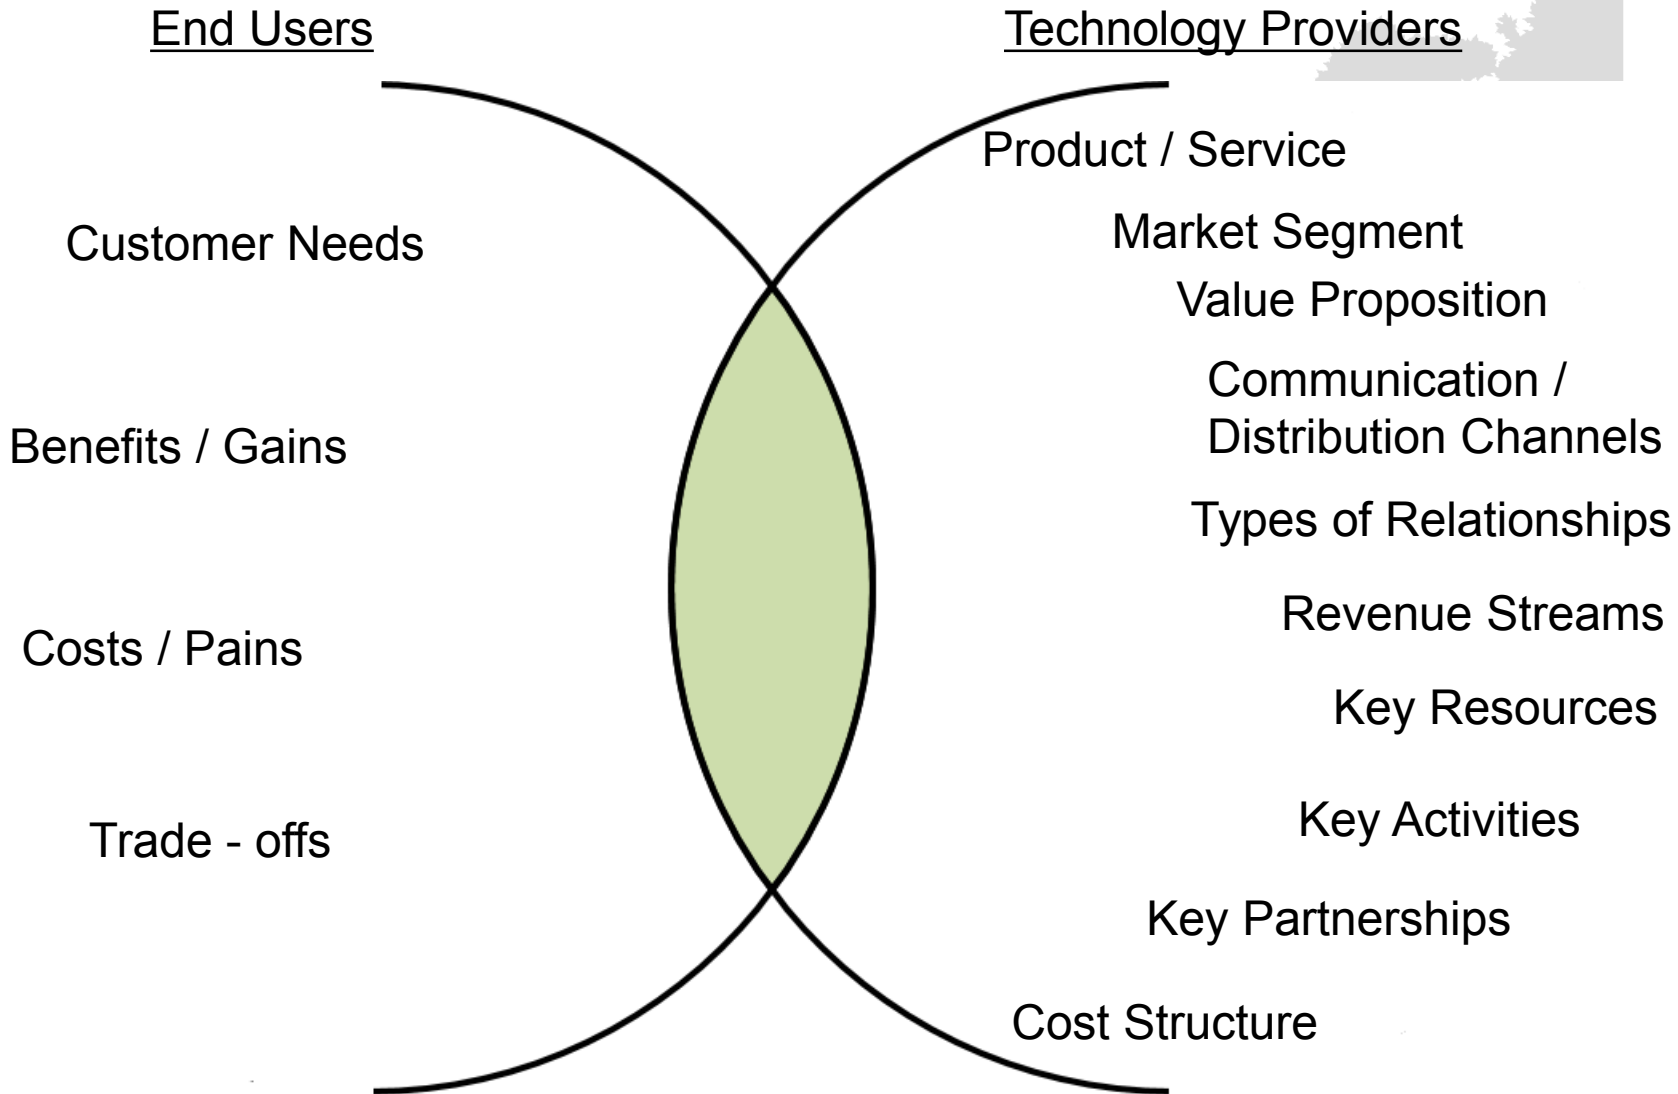 End Users
Customer Needs
Benefits / Gains
Costs / Pains
Trade - offs
Technology Providers
Product / Service
Market Segment
Value Proposition
Communication /
Distribution Channels
Types of Relationships
Revenue Streams
Key Resources
Key Activities
Key Partnerships
Cost Structure